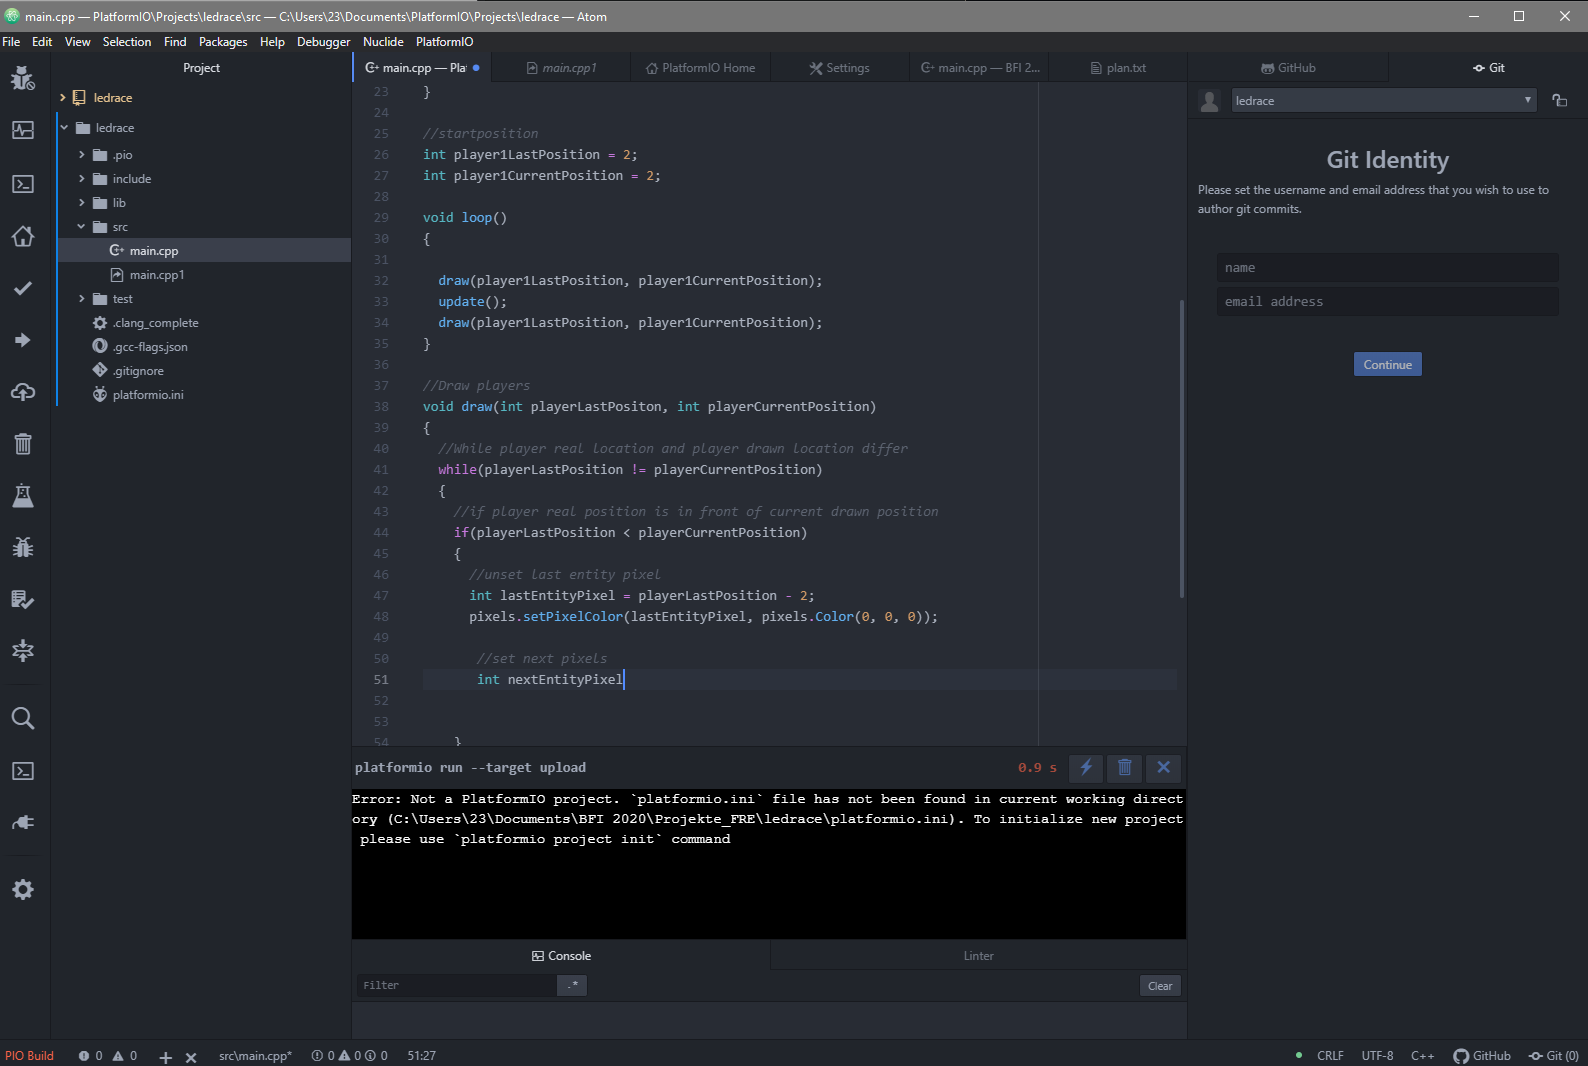 main.cpp — PlatformIO\Projects\ledrace\src — C:\Users\23\Documents\PlatformIO\Projects\ledrace — Atom
File Edit View Selection Find Packages Help Debugger Nuclide PlatformIO
Project
ledrace
ledrace
.pio
include
lib
src
main.cpp
main.cpp1
test
.clang_complete
.gcc-flags.json
.gitignore
platformio.ini
main.cpp — Pla
main.cpp1
PlatformIO Home
Settings
main.cpp — BFI 2...
plan.txt
GitHub
Git
23 }
24
25 //startposition
26 int player1LastPosition = 2;
27 int player1CurrentPosition = 2;
28
29 void loop()
30 {
31
32 draw(player1LastPosition, player1CurrentPosition);
33 update();
34 draw(player1LastPosition, player1CurrentPosition);
35 }
36
37 //Draw players
38 void draw(int playerLastPositon, int playerCurrentPosition)
39 {
40 //While player real location and player drawn location differ
41 while(playerLastPosition != playerCurrentPosition)
42 {
43 //if player real position is in front of current drawn position
44 if(playerLastPosition < playerCurrentPosition)
45 {
46 //unset last entity pixel
47 int lastEntityPixel = playerLastPosition - 2;
48 pixels.setPixelColor(lastEntityPixel, pixels.Color(0, 0, 0));
49
50 //set next pixels
51 int nextEntityPixel
52
53
54 }
platformio run --target upload
0.9 s
Error: Not a PlatformIO project. `platformio.ini` file has not been found in current working direct
ory (C:\Users\23\Documents\BFI 2020\Projekte_FRE\ledrace\platformio.ini). To initialize new project
please use `platformio project init` command
Console
Linter
Filter
.*
Clear
ledrace
Git Identity
Please set the username and email address that you wish to use to
author git commits.
name
email address
Continue
PIO Build 0 0 src\main.cpp* 0 0 0 51:27
CRLF UTF-8 C++ GitHub Git (0)